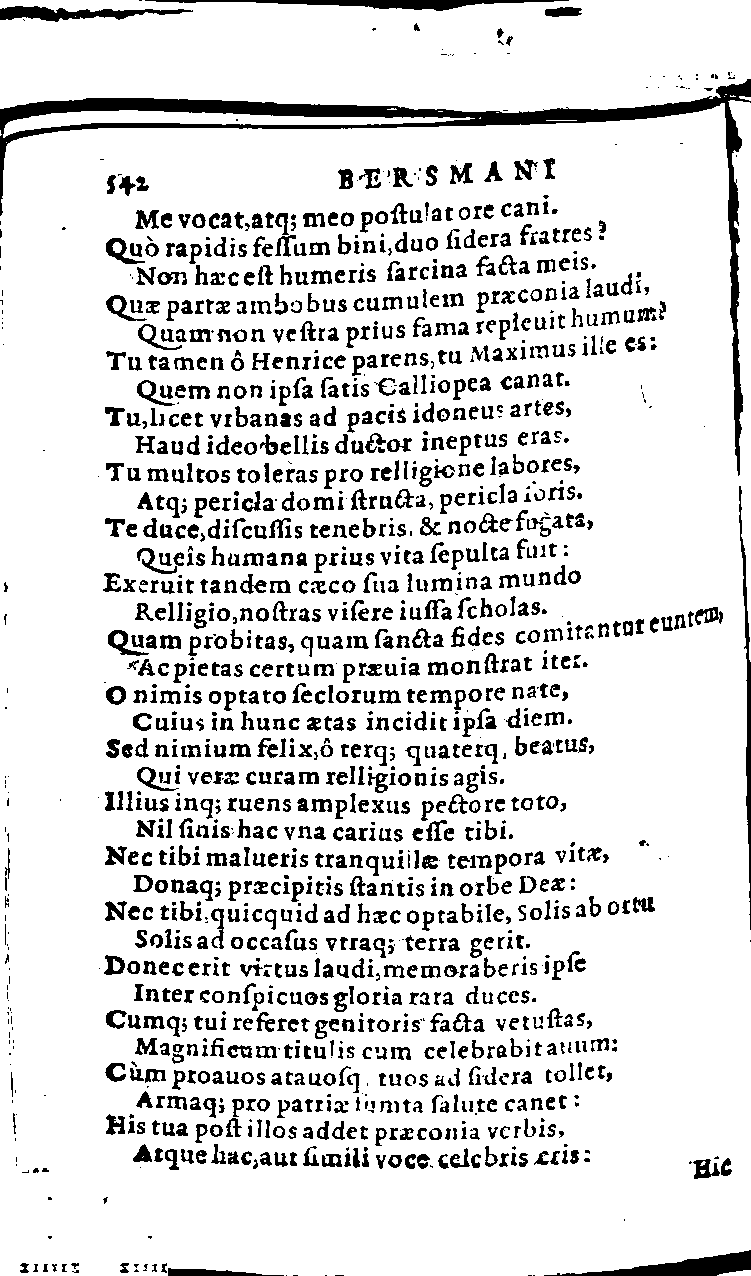 542 BERSMANI
Me vocat, atq; meo poſtulat ore cani.
Quò rapidis feſſum bini, duo ſidera fratres?
Non hæc eſt humeris ſarcina facta meis.
Quæ partæ ambobus cumulem præconia laudi,
Quam non veſtra prius fama repleuit humum?
Tu tamen ô Henrice parens, tu Maximus ille es:
Quem non ipſa ſatis Calliopea canat.
Tu, licet vrbanas ad pacis idoneus artes,
Haud ideo bellis ductor ineptus eras.
Tu multos toleras pro relligione labores,
Atq; pericla domi ſtructa, pericla foris.
Te duce, diſcuſſis tenebris, & nocte fugata,
Queîs humana prius vita ſepulta fuit:
Exeruit tandem cæco ſua lumina mundo
Relligio, noſtras viſere iuſſa ſcholas.
Quam probitas, quam ſancta fides comitantur euntem,
Ac pietas certum præuia monſtrat iter.
O nimis optato ſeclorum tempore nate,
Cuius in hunc ætas incidit ipſa diem.
Sed nimium felix, ô terq; quaterq, beatus,
Qui veræ curam relligionis agis.
Illius inq; ruens amplexus pectore toto,
Nil ſinis hac vna carius eſſe tibi.
Nec tibi malueris tranquillæ tempora vitæ,
Donaq; præcipitis ſtantis in orbe Deæ:
Nec tibi, quicquid ad hæc optabile, Solis ab ortu
Solis ad occaſus vtraq; terra gerit.
Donec erit virtus laudi, memoraberis ipſe
Inter conſpicuos gloria rara duces.
Cumq; tui referet genitoris facta vetuſtas,
Magnificum titulis cum celebrabit auum:
Cùm proauos atauoſq, tuos ad ſidera tollet,
Armaq; pro patriæ ſumta ſalute canet:
His tua poſt illos addet præconia verbis,
Atque hac, aut ſimili voce celebris eris:
Hic